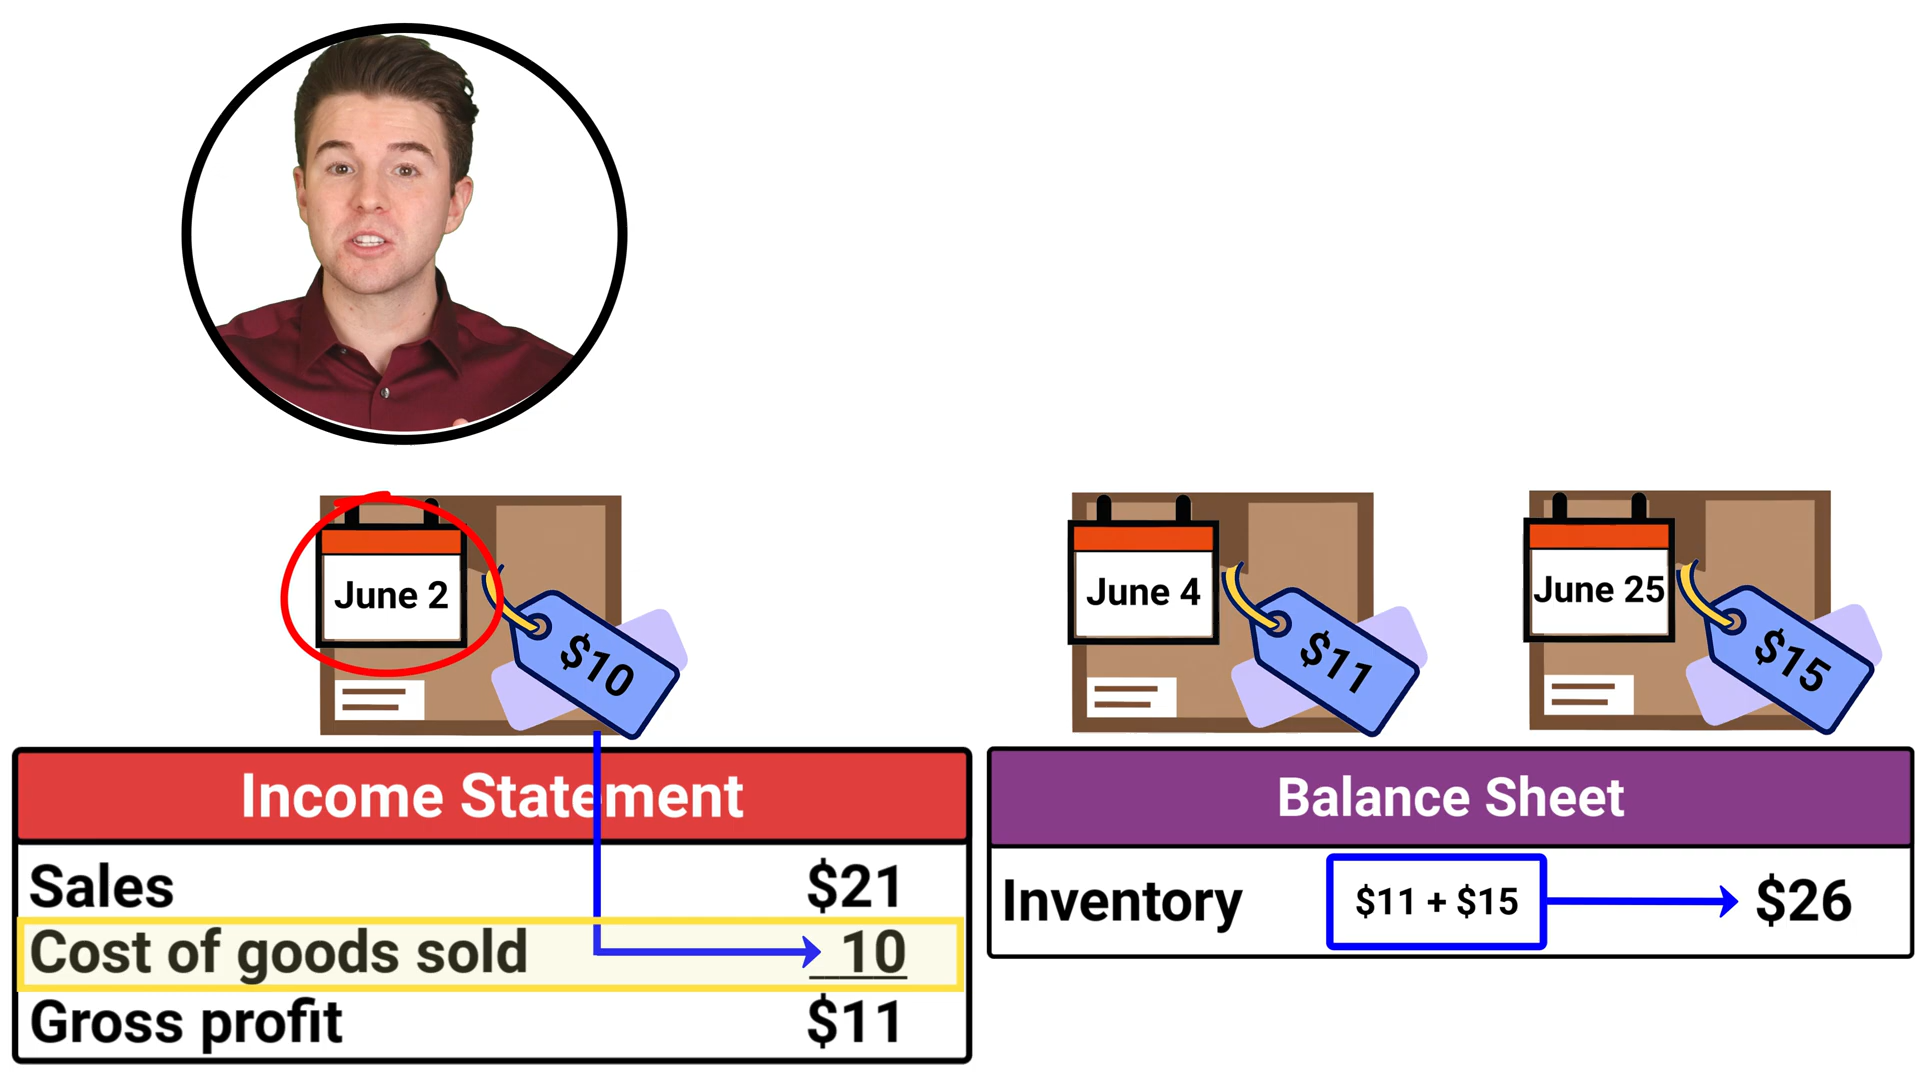 June 2
$10
June 4
$11
June 25
$15
Income Statement
Sales $21
Cost of goods sold 10
Gross profit $11
Balance Sheet
Inventory $11 + $15 $26